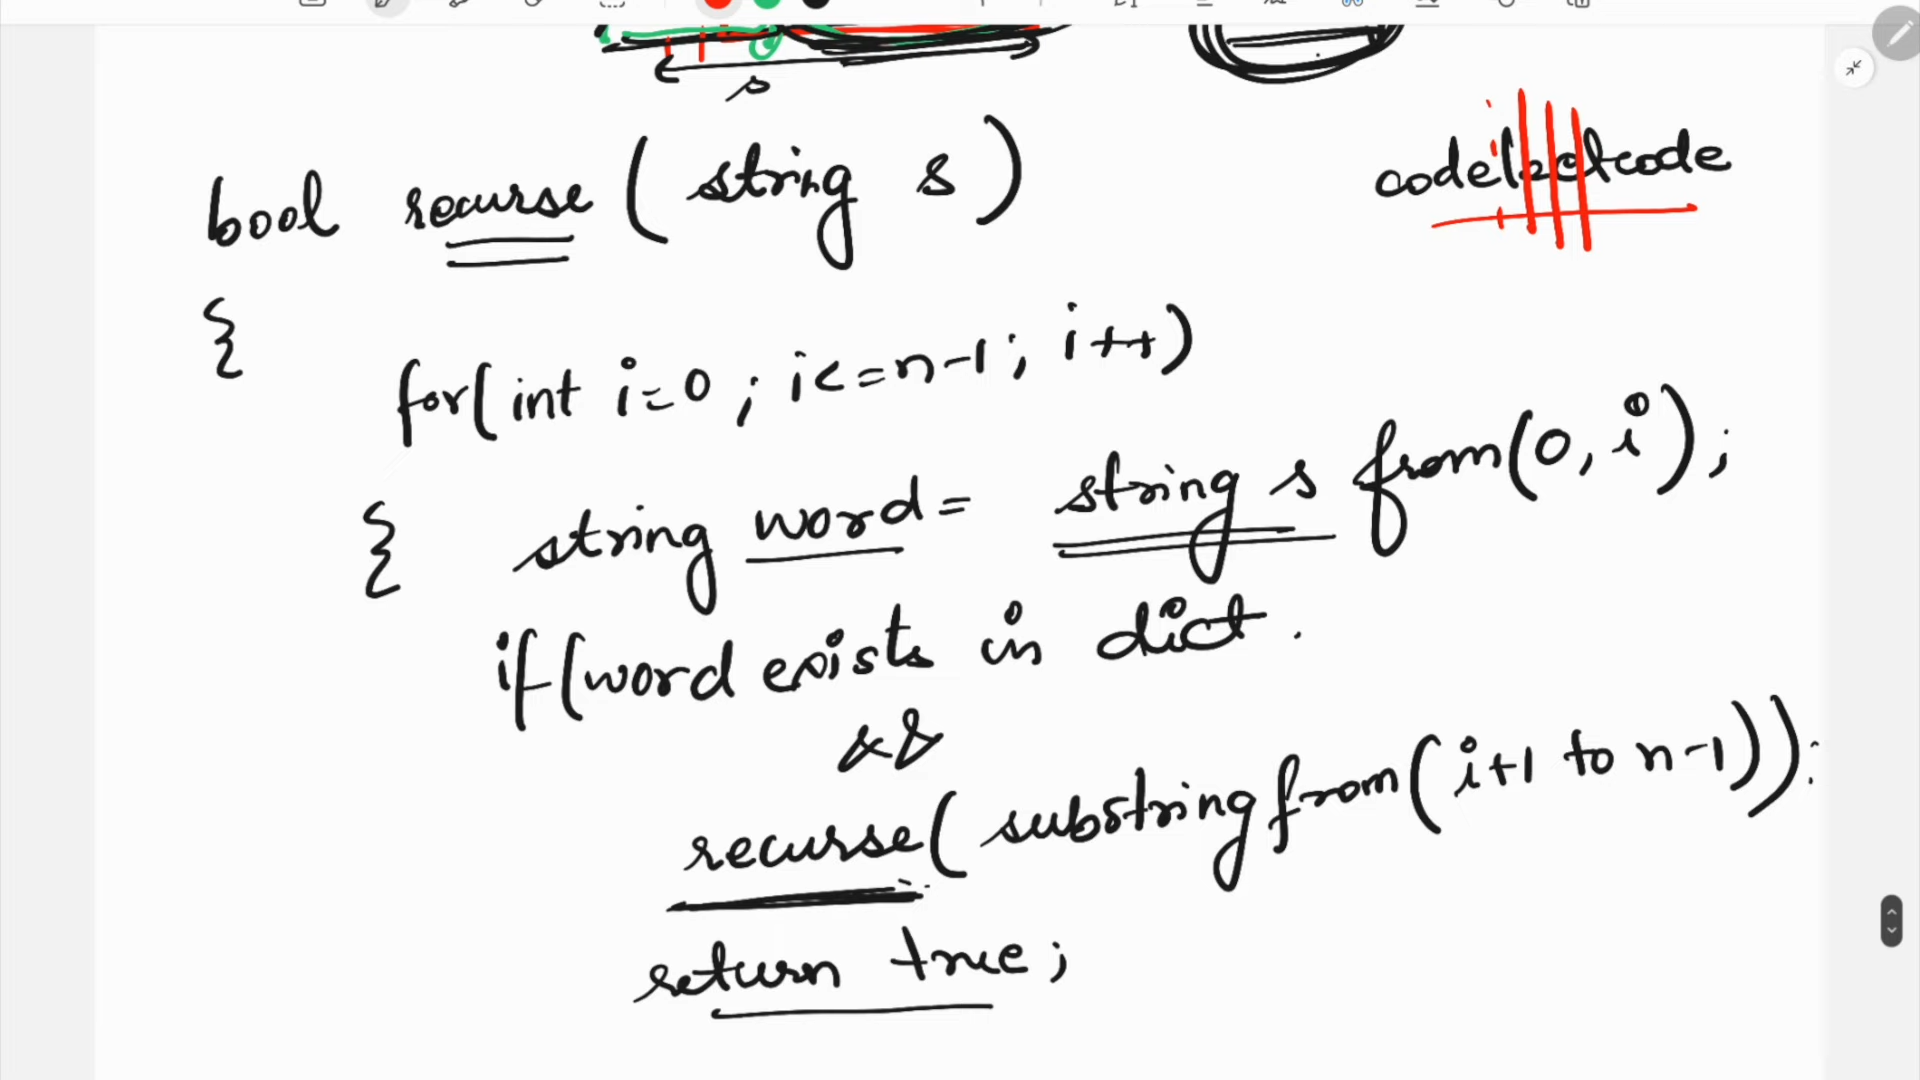 s
bool recurse (string s)
codeleetcode
{
for(int i=0; i<=n-1; i++)
{ string word = string s from(0, i);
if(word exists in dict.
&&
recurse(substring from(i+1 to n-1)):
return true;